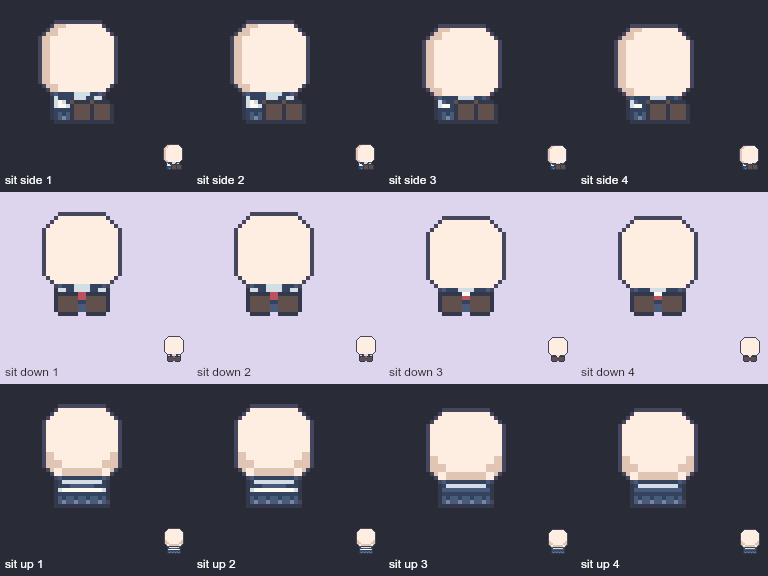 sit side 1
sit side 2
sit side 3
sit side 4
sit down 1
sit down 2
sit down 3
sit down 4
sit up 1
sit up 2
sit up 3
sit up 4